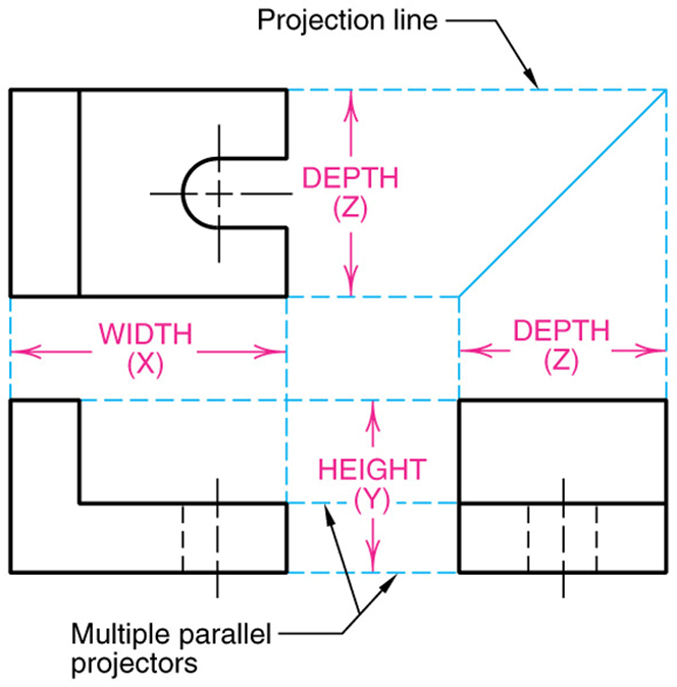 Projection line
DEPTH
(Z)
WIDTH
(X)
DEPTH
(Z)
HEIGHT
(Y)
Multiple parallel
projectors